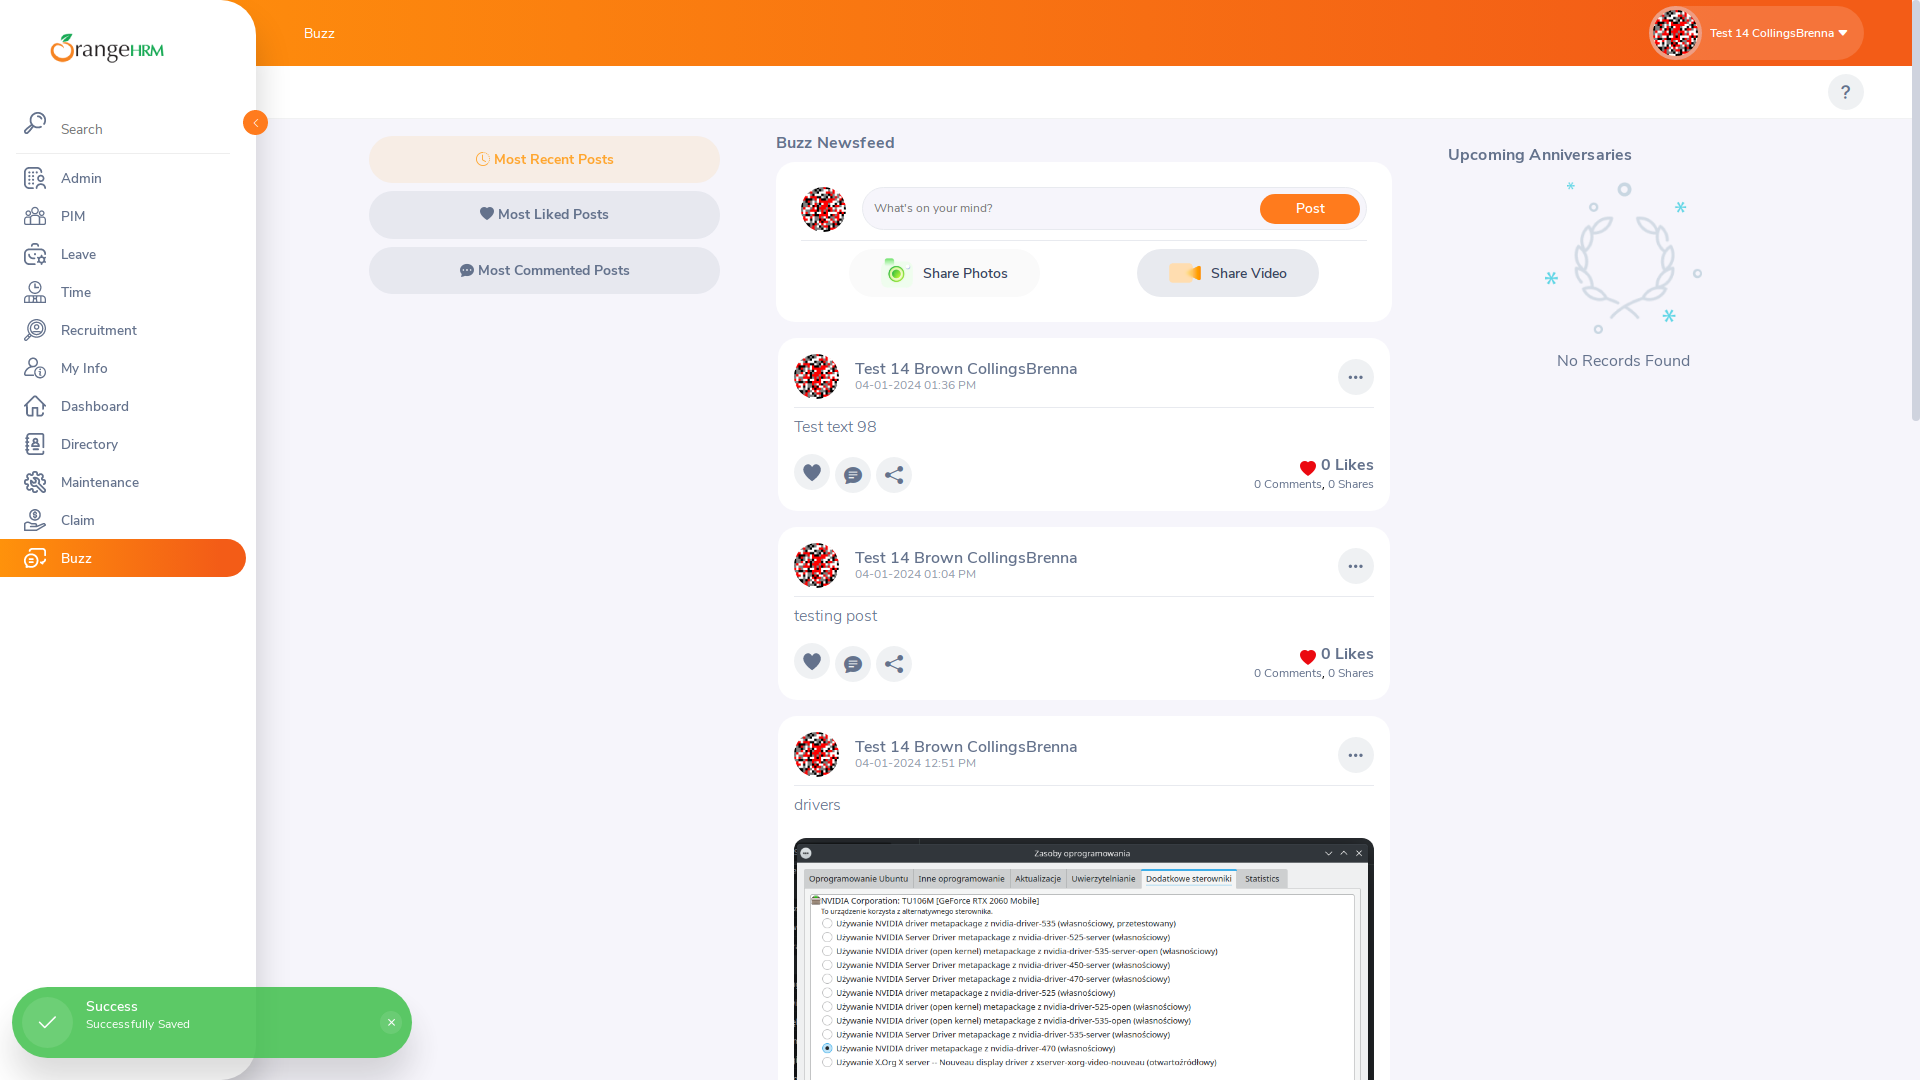 OrangeHRM
Search
Admin
PIM
Leave
Time
Recruitment
My Info
Dashboard
Directory
Maintenance
Claim
Buzz
Buzz
Test 14 CollingsBrenna
?
Most Recent Posts
Most Liked Posts
Most Commented Posts
Buzz Newsfeed
What's on your mind?
Post
Share Photos
Share Video
Test 14 Brown CollingsBrenna
04-01-2024 01:36 PM
Test text 98
0 Likes
0 Comments, 0 Shares
Test 14 Brown CollingsBrenna
04-01-2024 01:04 PM
testing post
0 Likes
0 Comments, 0 Shares
Test 14 Brown CollingsBrenna
04-01-2024 12:51 PM
drivers
Zasoby oprogramowania
Oprogramowanie Ubuntu Inne oprogramowanie Aktualizacje Uwierzytelnianie Dodatkowe sterowniki Statistics
NVIDIA Corporation: TU106M [GeForce RTX 2060 Mobile]
To urządzenie korzysta z alternatywnego sterownika.
Używanie NVIDIA driver metapackage z nvidia-driver-535 (własnościowy, przetestowany)
Używanie NVIDIA Server Driver metapackage z nvidia-driver-525-server (własnościowy)
Używanie NVIDIA driver (open kernel) metapackage z nvidia-driver-535-server-open (własnościowy)
Używanie NVIDIA Server Driver metapackage z nvidia-driver-450-server (własnościowy)
Używanie NVIDIA Server Driver metapackage z nvidia-driver-470-server (własnościowy)
Używanie NVIDIA driver metapackage z nvidia-driver-525 (własnościowy)
Używanie NVIDIA driver (open kernel) metapackage z nvidia-driver-525-open (własnościowy)
Używanie NVIDIA driver (open kernel) metapackage z nvidia-driver-535-open (własnościowy)
Używanie NVIDIA Server Driver metapackage z nvidia-driver-535-server (własnościowy)
Używanie NVIDIA driver metapackage z nvidia-driver-470 (własnościowy)
Używanie X.Org X server -- Nouveau display driver z xserver-xorg-video-nouveau (otwartoźródłowy)
Upcoming Anniversaries
No Records Found
Success
Successfully Saved